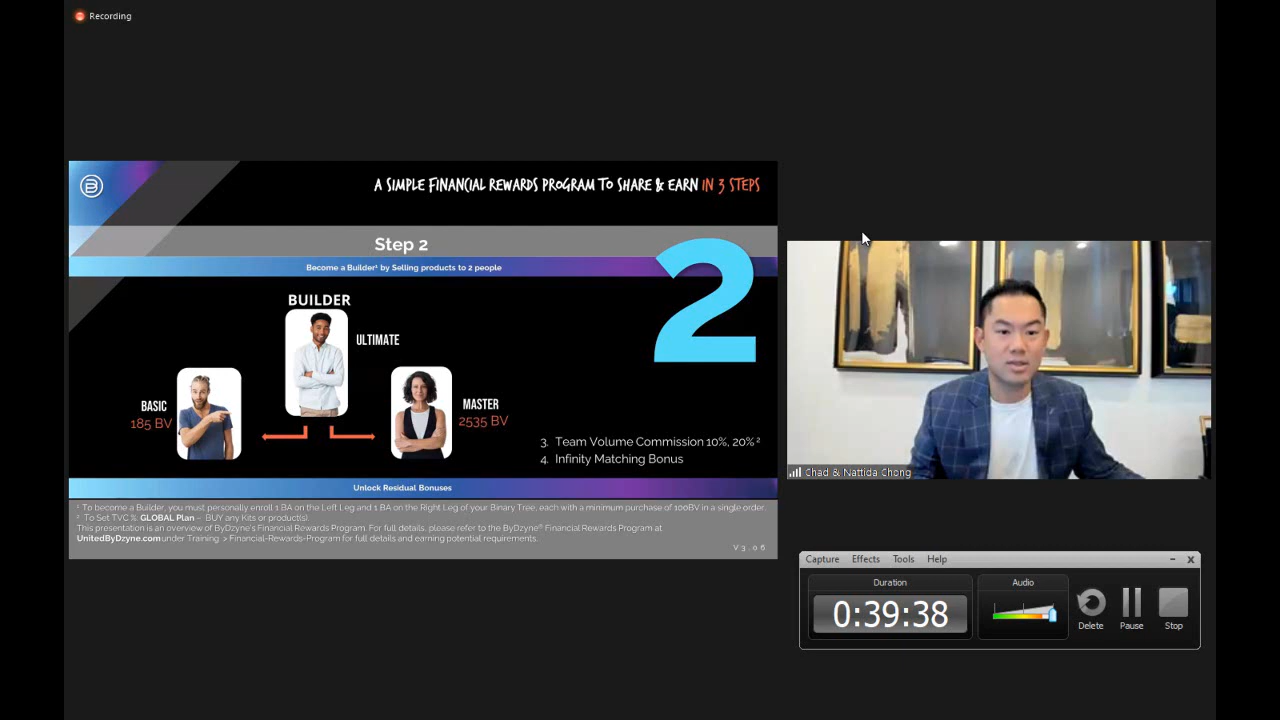 Recording
A SIMPLE FINANCIAL REWARDS PROGRAM TO SHARE & EARN IN 3 STEPS
Step 2
Become a Builder¹ by Selling products to 2 people
2
BUILDER
ULTIMATE
BASIC
185 BV
MASTER
2535 BV
3. Team Volume Commission 10%, 20% ²
4. Infinity Matching Bonus
Unlock Residual Bonuses
¹ To become a Builder, you must personally enroll 1 BA on the Left Leg and 1 BA on the Right Leg of your Binary Tree, each with a minimum purchase of 100BV in a single order.
² To Set TVC %: GLOBAL Plan – BUY any Kits or product(s).
This presentation is an overview of ByDzyne's Financial Rewards Program. For full details, please refer to the ByDzyne® Financial Rewards Program at
UnitedByDzyne.com under Training > Financial-Rewards-Program for full details and earning potential requirements.
V 3 . 0 6
Chad & Nattida Chong
Capture Effects Tools Help
Duration
0:39:38
Audio
Delete Pause Stop